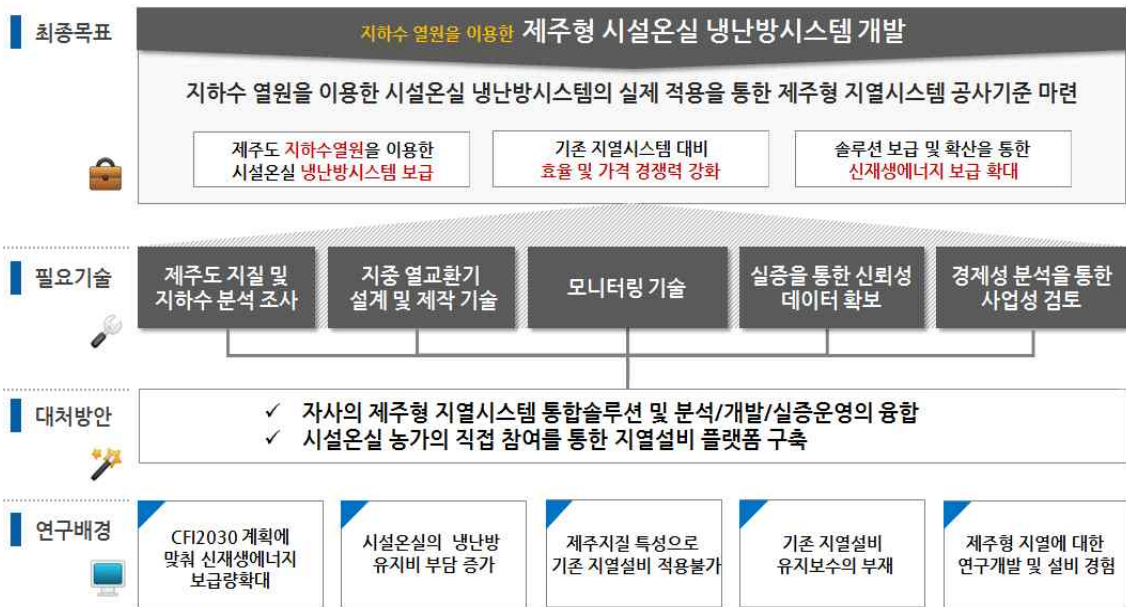 최종목표
지하수 열원을 이용한 제주형 시설온실 냉난방시스템 개발
지하수 열원을 이용한 시설온실 냉난방시스템의 실제 적용을 통한 제주형 지열시스템 공사기준 마련
제주도 지하수열원을 이용한
시설온실 냉난방시스템 보급
기존 지열시스템 대비
효율 및 가격 경쟁력 강화
솔루션 보급 및 확산을 통한
신재생에너지 보급 확대
필요기술
제주도 지질 및
지하수 분석 조사
지중 열교환기
설계 및 제작 기술
모니터링 기술
실증을 통한 신뢰성
데이터 확보
경제성 분석을 통한
사업성 검토
대처방안
✓ 자사의 제주형 지열시스템 통합솔루션 및 분석/개발/실증운영의 융합
✓ 시설온실 농가의 직접 참여를 통한 지열설비 플랫폼 구축
연구배경
CFI2030 계획에
맞춰 신재생에너지
보급량확대
시설온실의 냉난방
유지비 부담 증가
제주지질 특성으로
기존 지열설비 적용불가
기존 지열설비
유지보수의 부재
제주형 지열에 대한
연구개발 및 설비 경험